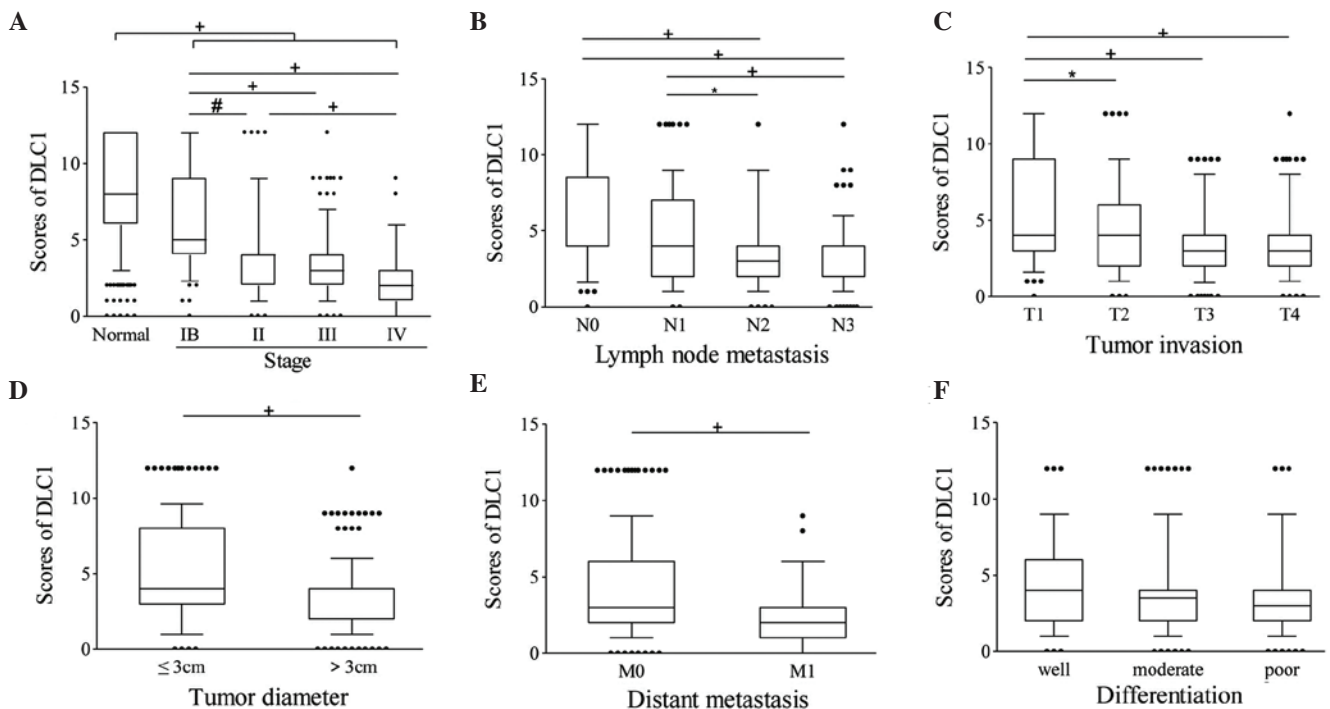 A
+
+
+
#
+
15
10
5
0
Scores of DLC1
Normal
IB
II
III
IV
Stage
B
+
+
+
*
15
10
5
0
Scores of DLC1
N0
N1
N2
N3
Lymph node metastasis
C
+
+
*
15
10
5
0
Scores of DLC1
T1
T2
T3
T4
Tumor invasion
D
+
15
10
5
0
Scores of DLC1
≤ 3cm
> 3cm
Tumor diameter
E
+
15
10
5
0
Scores of DLC1
M0
M1
Distant metastasis
F
15
10
5
0
Scores of DLC1
well
moderate
poor
Differentiation